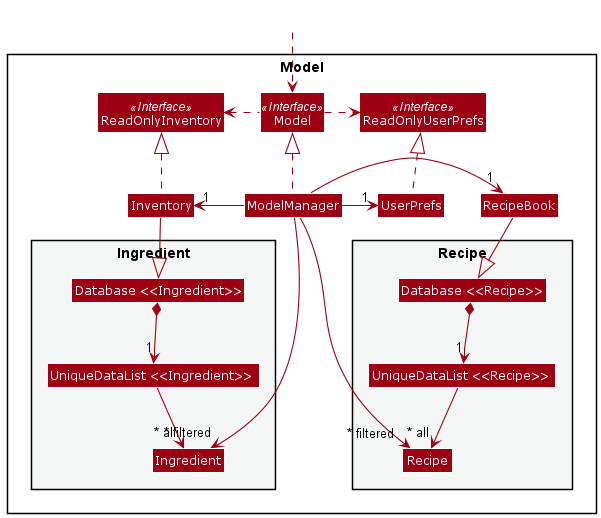 Model
«Interface»
ReadOnlyInventory
«Interface»
Model
«Interface»
ReadOnlyUserPrefs
1
Inventory
1
ModelManager
1
UserPrefs
RecipeBook
Ingredient
Recipe
Database <<Ingredient>>
Database <<Recipe>>
1
1
UniqueDataList <<Ingredient>>
UniqueDataList <<Recipe>>
* all
* filtered
* filtered
* all
Ingredient
Recipe